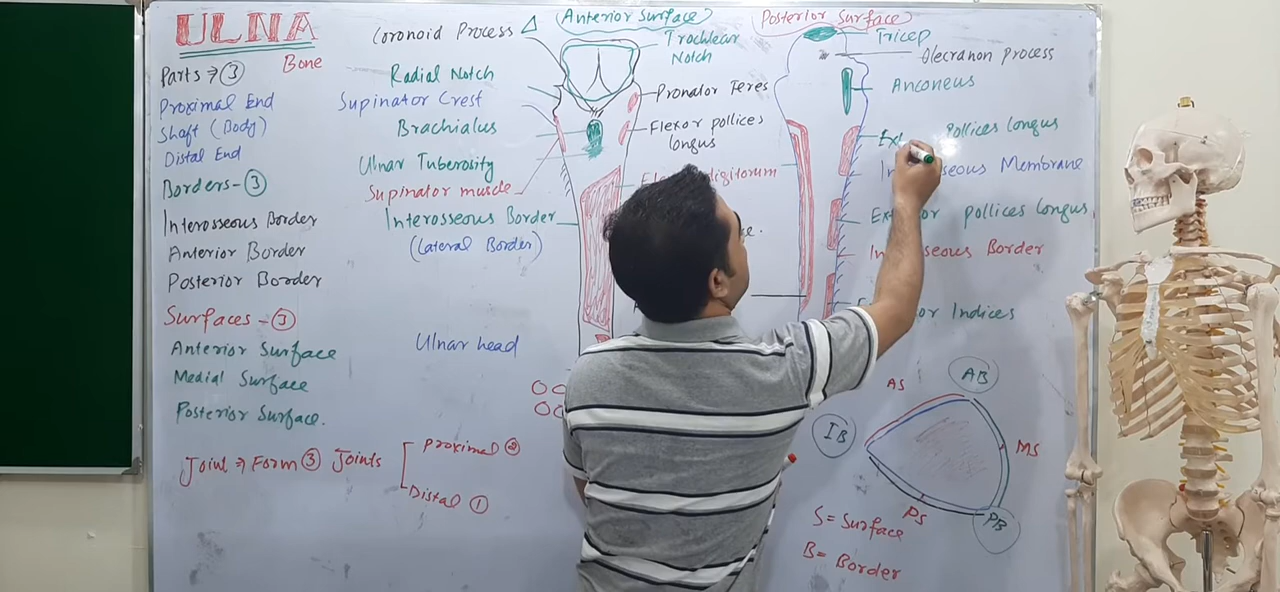 ULNA
Bone
Parts ⇒ ③
Proximal End
Shaft (Body)
Distal End
Borders - ③
Interosseous Border
Anterior Border
Posterior Border
Surfaces - ③
Anterior Surface
Medial Surface
Posterior Surface.
Joint ⇒ Form ③ Joints
Proximal ②
Distal ①
Anterior Surface
Coronoid Process
Radial Notch
Supinator Crest
Brachialus
Ulnar Tuberosity
Supinator muscle
Interosseous Border
(Lateral Border)
Ulnar head
Trochlear
Notch
Pronator Teres
Flexor pollices
longus
digitorum
Posterior Surface
Tricep
Olecranon Process
Anconeus
Pollices longus
Membrane
pollices longus
Border
Indices
AS
AB
IB
MS
PS
PB
S = Surface
B = Border